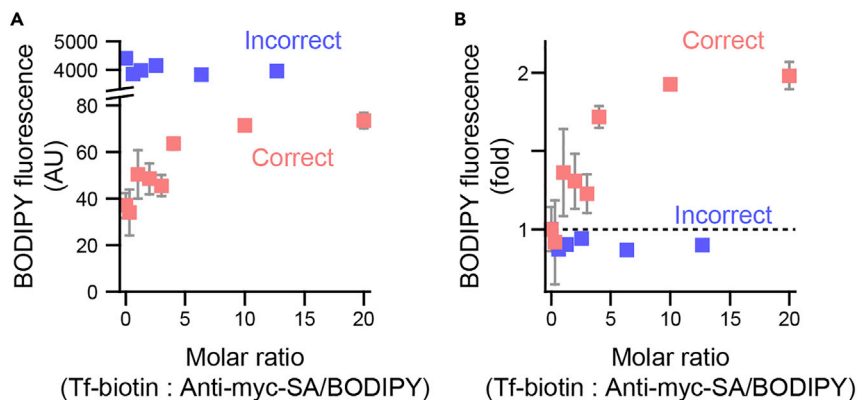 A
BODIPY fluorescence
(AU)
5000
4000
80
60
40
20
0
Incorrect
Correct
0 5 10 15 20
Molar ratio
(Tf-biotin : Anti-myc-SA/BODIPY)
B
BODIPY fluorescence
(fold)
2
1
Correct
Incorrect
0 5 10 15 20
Molar ratio
(Tf-biotin : Anti-myc-SA/BODIPY)